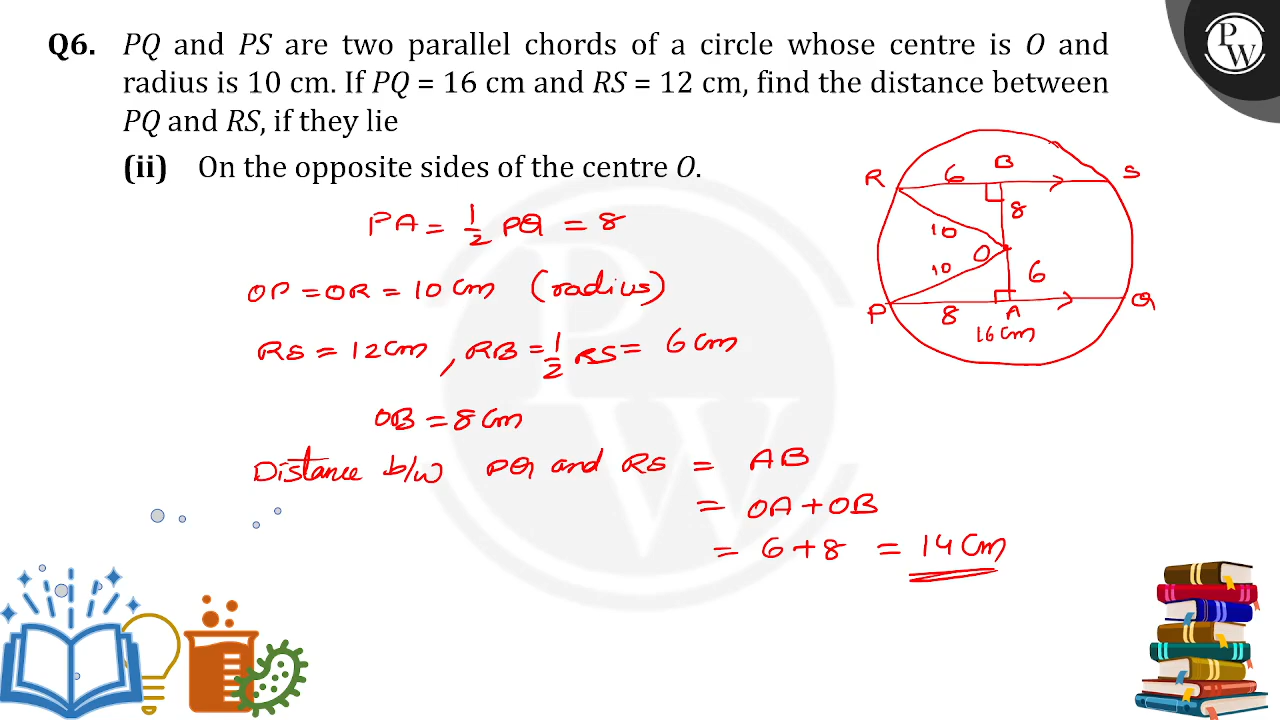 Q6. PQ and PS are two parallel chords of a circle whose centre is O and
radius is 10 cm. If PQ = 16 cm and RS = 12 cm, find the distance between
PQ and RS, if they lie
(ii) On the opposite sides of the centre O.
PA = 1/2 PQ = 8
OP = OR = 10 cm (radius)
RS = 12 cm, RB = 1/2 RS = 6 cm
OB = 8 cm
Distance b/w PQ and RS = AB
= OA + OB
= 6 + 8 = 14 cm
R 6 B S
8
10
O
10 6
P 8 A Q
16 cm
PW
PW